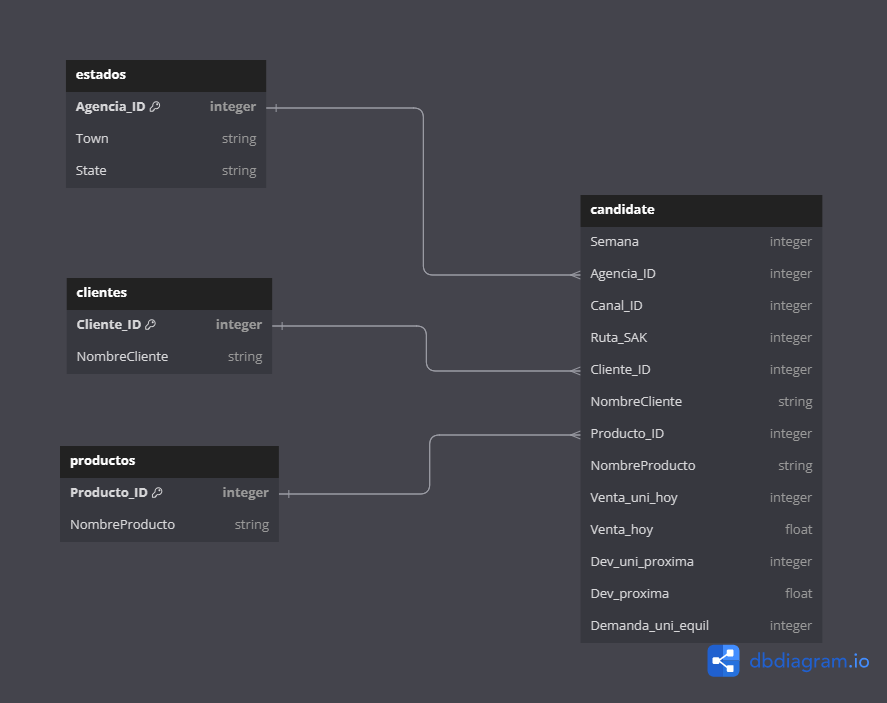 estados
Agencia_ID integer
Town string
State string
clientes
Cliente_ID integer
NombreCliente string
productos
Producto_ID integer
NombreProducto string
candidate
Semana integer
Agencia_ID integer
Canal_ID integer
Ruta_SAK integer
Cliente_ID integer
NombreCliente string
Producto_ID integer
NombreProducto string
Venta_uni_hoy integer
Venta_hoy float
Dev_uni_proxima integer
Dev_proxima float
Demanda_uni_equil integer
dbdiagram.io